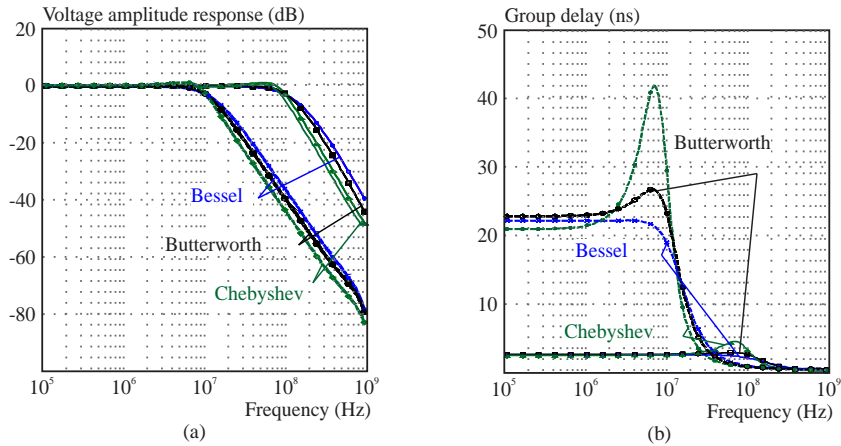 Voltage amplitude response (dB)
20
0
-20
-40
-60
-80
Bessel
Butterworth
Chebyshev
10^5 10^6 10^7 10^8 10^9
Frequency (Hz)
(a)
Group delay (ns)
50
40
30
20
10
Butterworth
Bessel
Chebyshev
10^5 10^6 10^7 10^8 10^9
Frequency (Hz)
(b)